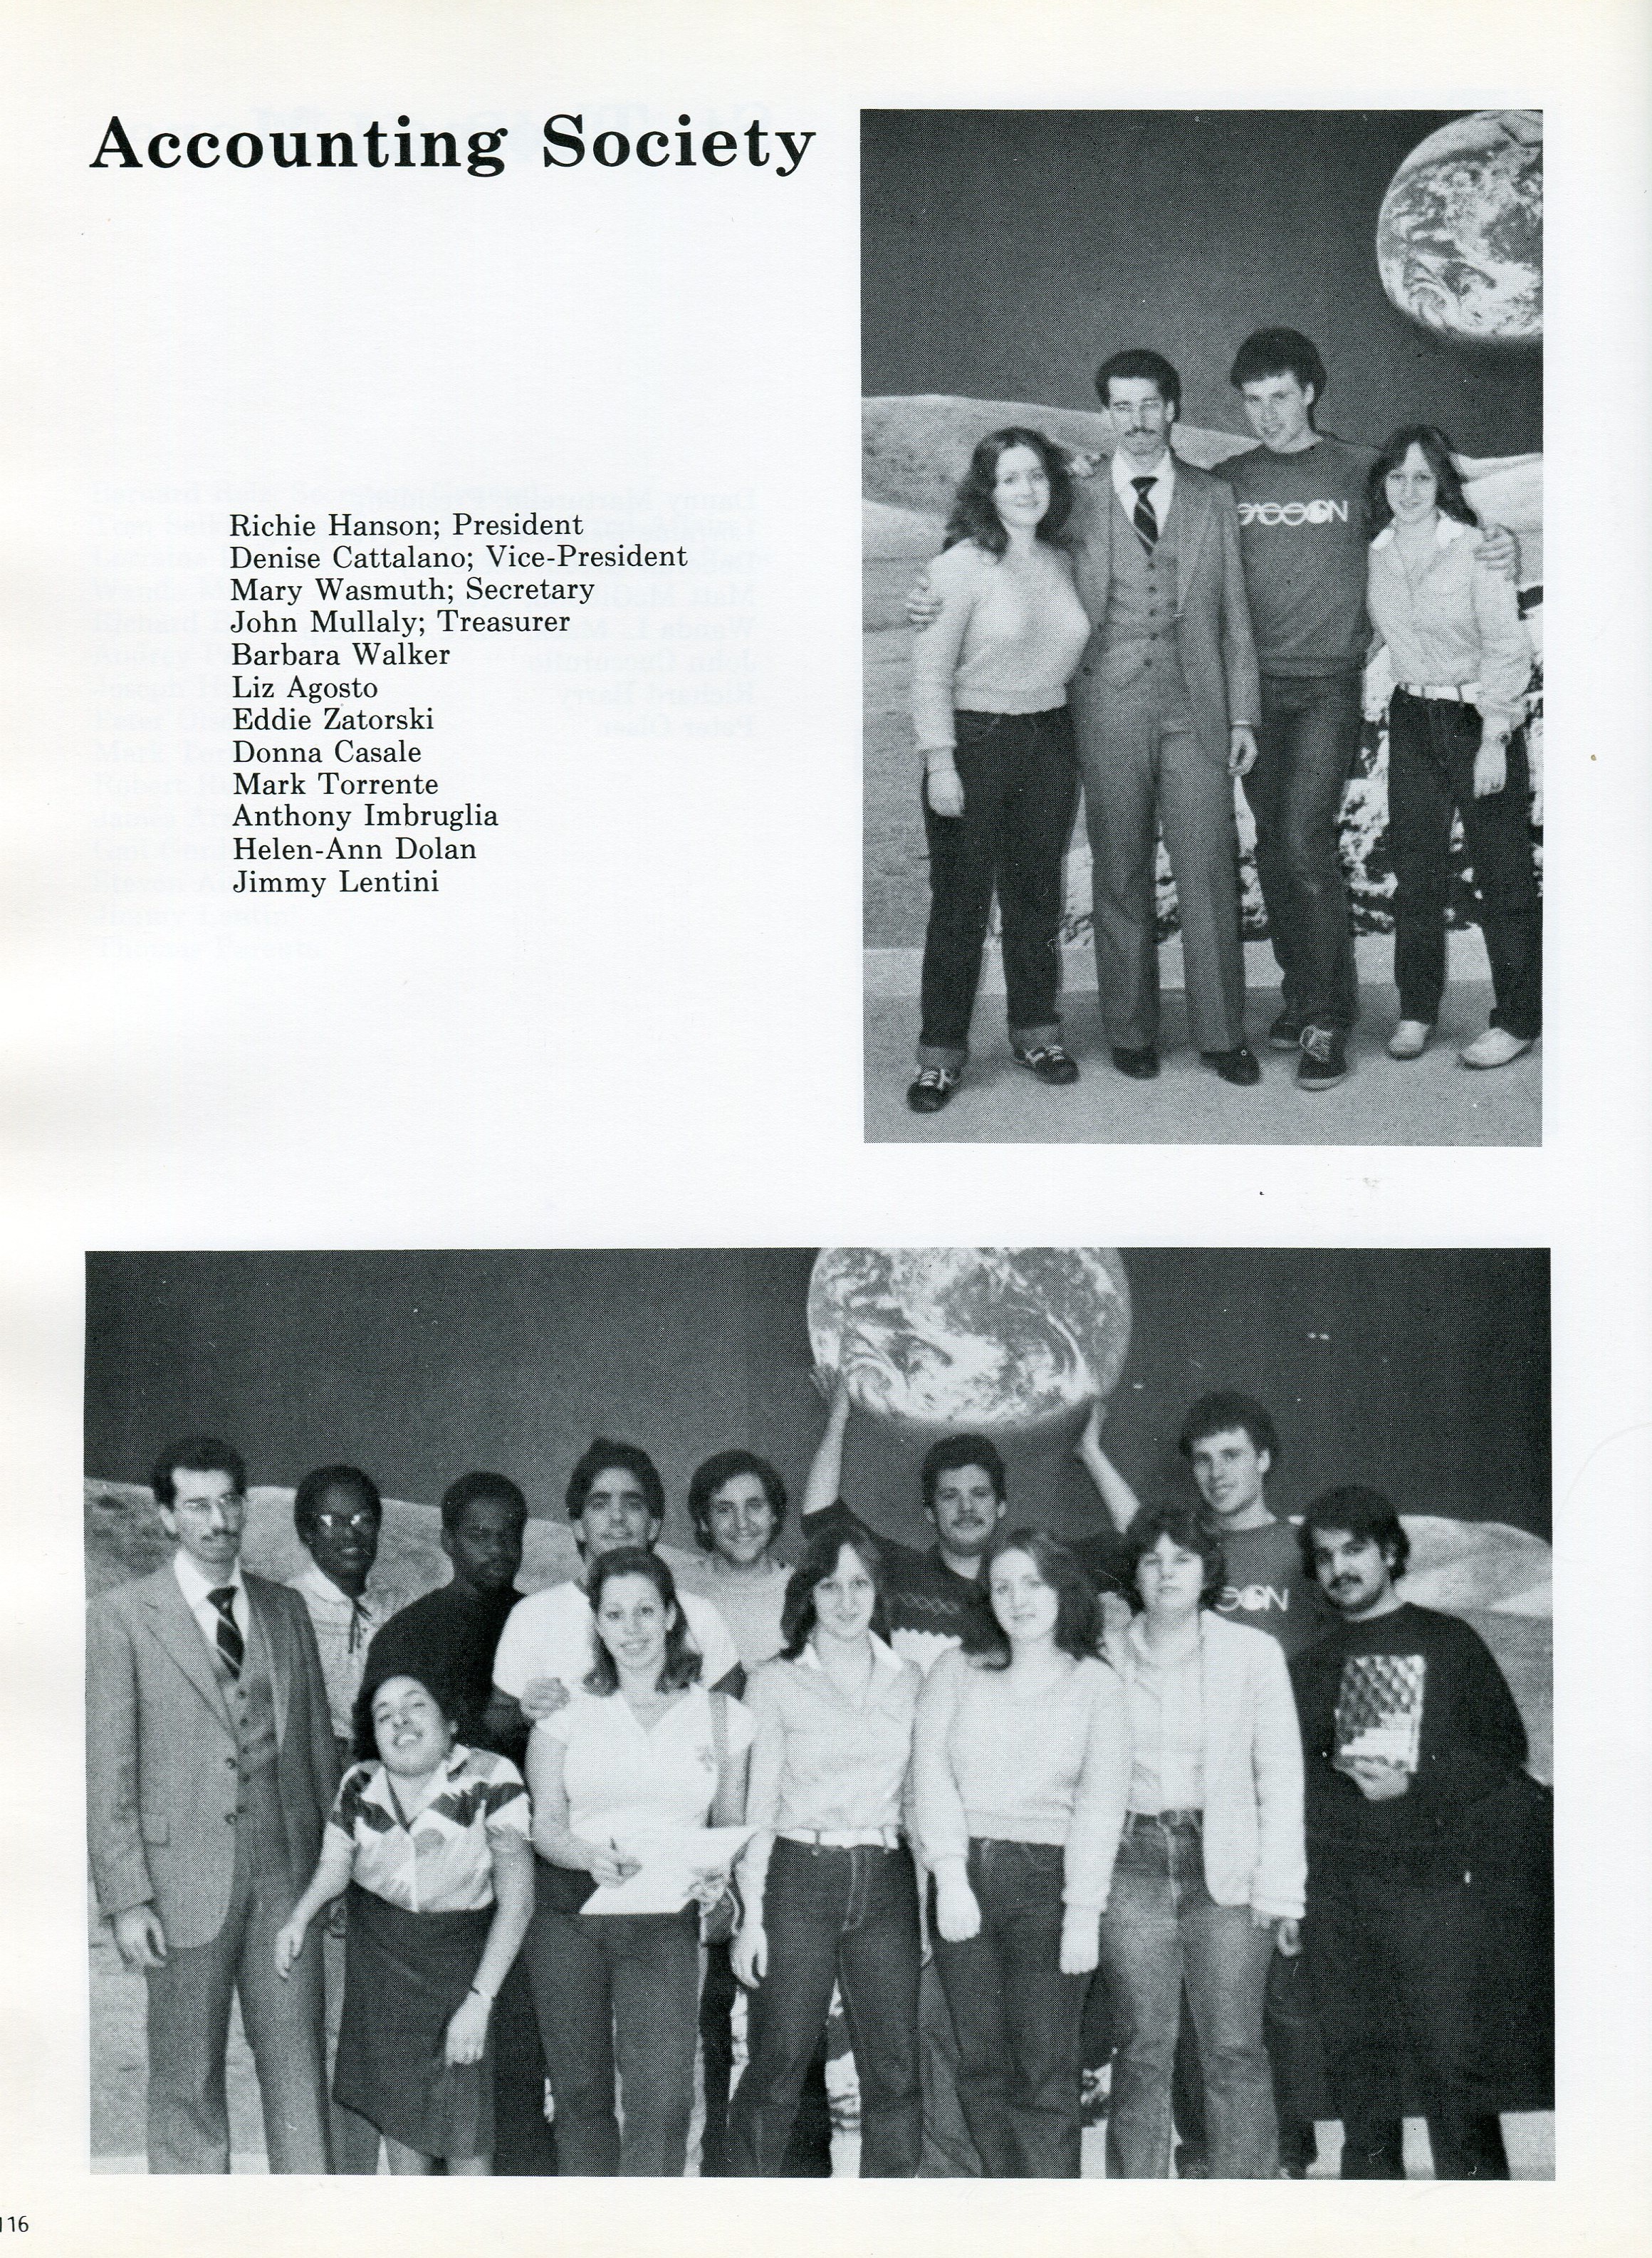 Accounting Society
Richie Hanson; President
Denise Cattalano; Vice-President
Mary Wasmuth; Secretary
John Mullaly; Treasurer
Barbara Walker
Liz Agosto
Eddie Zatorski
Donna Casale
Mark Torrente
Anthony Imbruglia
Helen-Ann Dolan
Jimmy Lentini
116